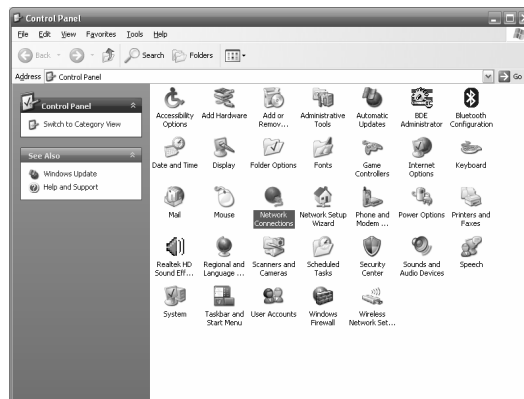 Control Panel
File Edit View Favorites Tools Help
Back Search Folders
Address Control Panel Go
Control Panel
Switch to Category View
See Also
Windows Update
Help and Support
Accessibility Options
Add Hardware
Add or Remov...
Administrative Tools
Automatic Updates
BDE Administrator
Bluetooth Configuration
Date and Time
Display
Folder Options
Fonts
Game Controllers
Internet Options
Keyboard
Mail
Mouse
Network Connections
Network Setup Wizard
Phone and Modem ...
Power Options
Printers and Faxes
Realtek HD Sound Eff...
Regional and Language ...
Scanners and Cameras
Scheduled Tasks
Security Center
Sounds and Audio Devices
Speech
System
Taskbar and Start Menu
User Accounts
Windows Firewall
Wireless Network Set...